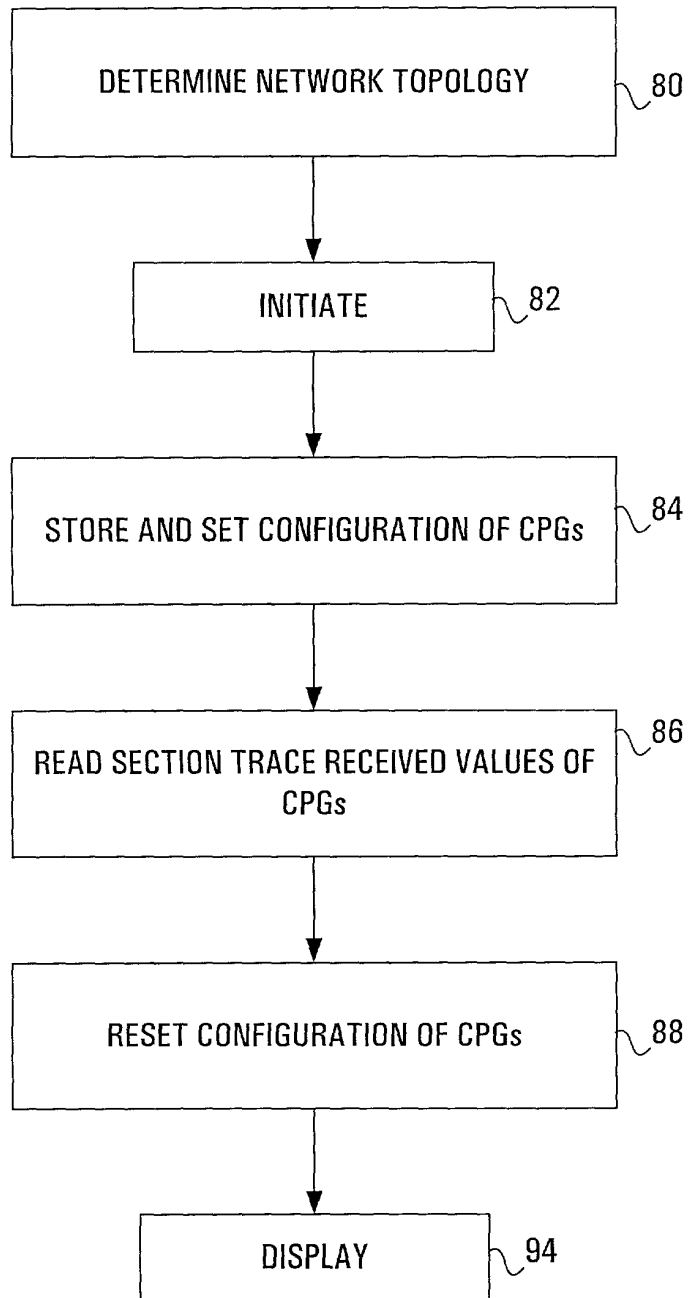 DETERMINE NETWORK TOPOLOGY
80
INITIATE
82
STORE AND SET CONFIGURATION OF CPGs
84
READ SECTION TRACE RECEIVED VALUES OF
CPGs
86
RESET CONFIGURATION OF CPGs
88
DISPLAY
94